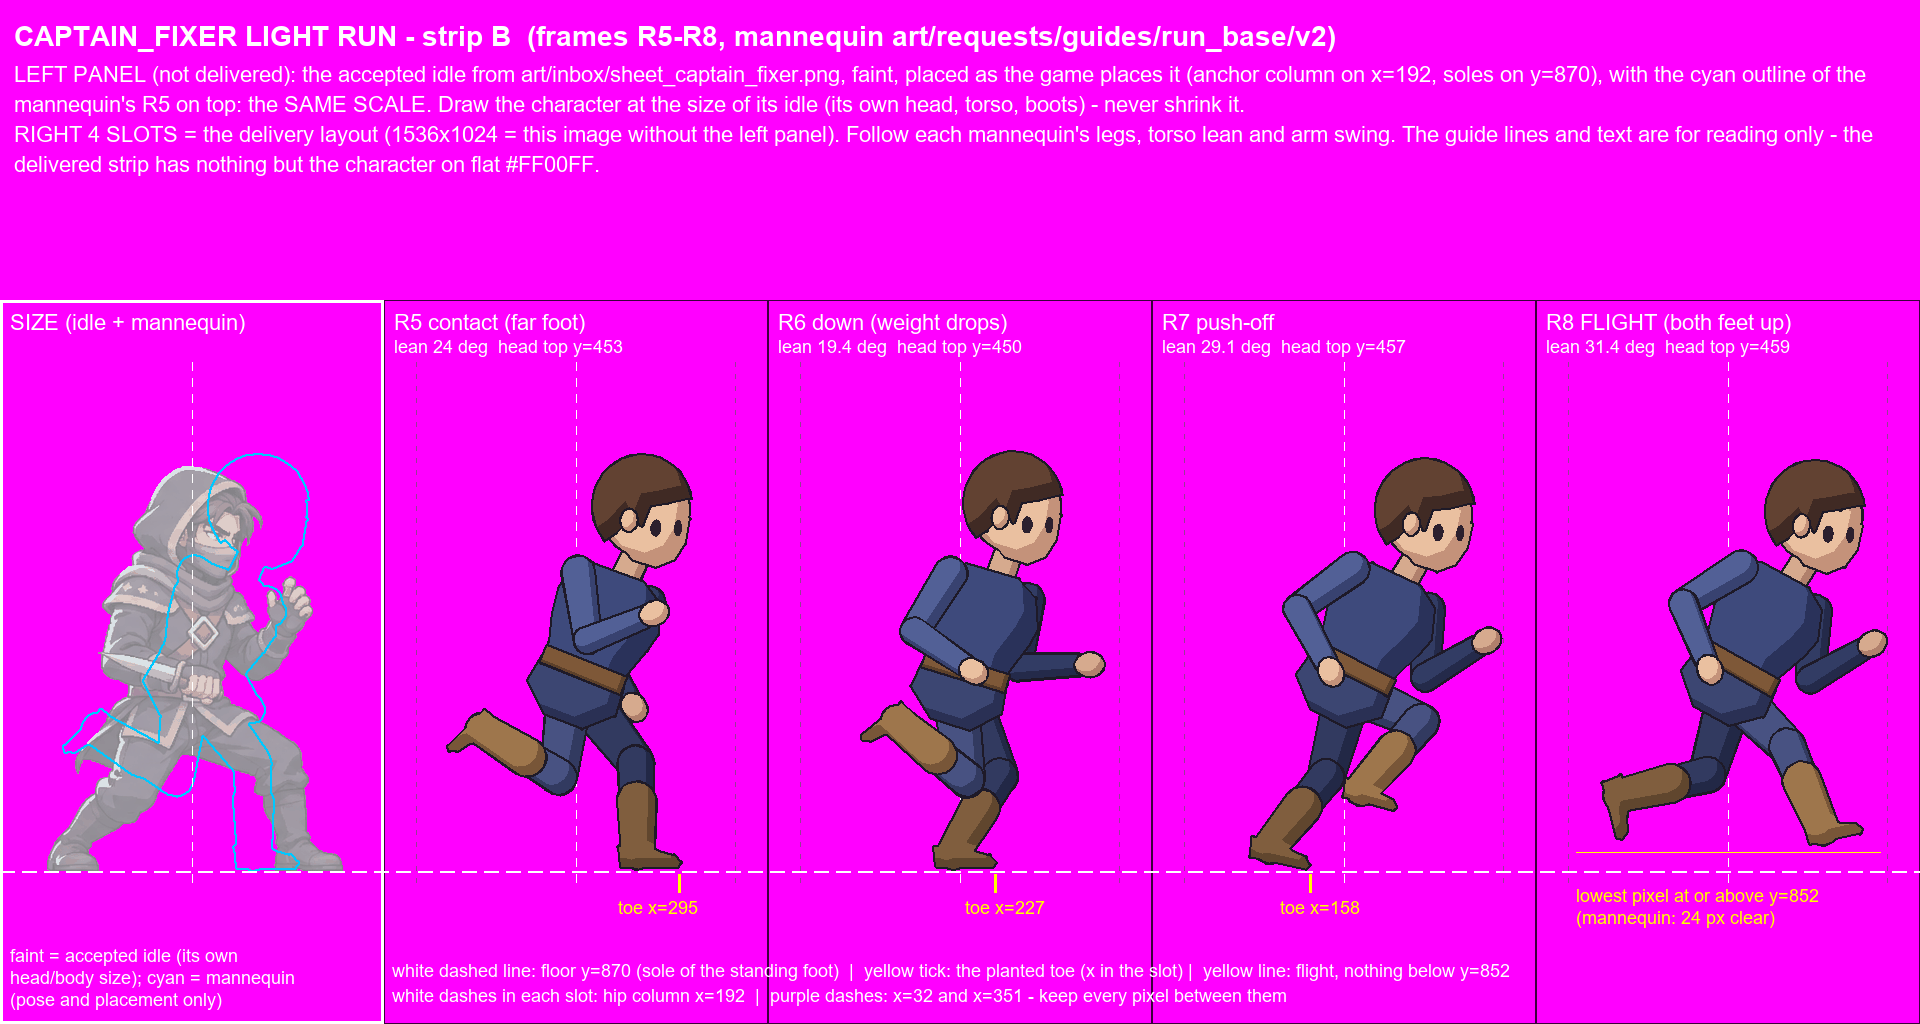 CAPTAIN_FIXER LIGHT RUN - strip B  (frames R5-R8, mannequin art/requests/guides/run_base/v2)
LEFT PANEL (not delivered): the accepted idle from art/inbox/sheet_captain_fixer.png, faint, placed as the game places it (anchor column on x=192, soles on y=870), with the cyan outline of the
mannequin's R5 on top: the SAME SCALE. Draw the character at the size of its idle (its own head, torso, boots) - never shrink it.
RIGHT 4 SLOTS = the delivery layout (1536x1024 = this image without the left panel). Follow each mannequin's legs, torso lean and arm swing. The guide lines and text are for reading only - the
delivered strip has nothing but the character on flat #FF00FF.
SIZE (idle + mannequin)
R5 contact (far foot)
lean 24 deg  head top y=453
R6 down (weight drops)
lean 19.4 deg  head top y=450
R7 push-off
lean 29.1 deg  head top y=457
R8 FLIGHT (both feet up)
lean 31.4 deg  head top y=459
toe x=295
toe x=227
toe x=158
lowest pixel at or above y=852
(mannequin: 24 px clear)
faint = accepted idle (its own
head/body size); cyan = mannequin
(pose and placement only)
white dashed line: floor y=870 (sole of the standing foot)  |  yellow tick: the planted toe (x in the slot) |  yellow line: flight, nothing below y=852
white dashes in each slot: hip column x=192  |  purple dashes: x=32 and x=351 - keep every pixel between them